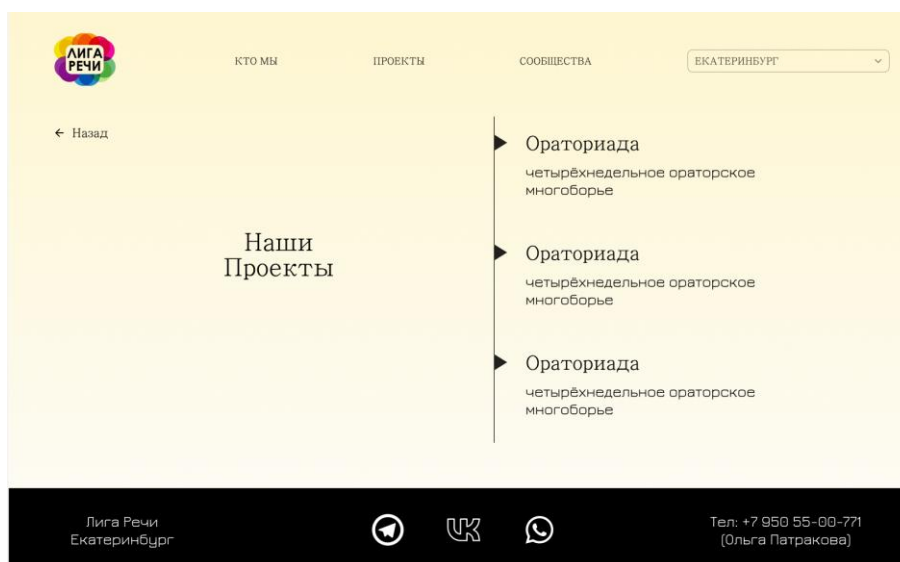 ЛИГА
РЕЧИ
КТО МЫ
ПРОЕКТЫ
СООБЩЕСТВА
ЕКАТЕРИНБУРГ
← Назад
Наши
Проекты
Ораториада
четырёхнедельное ораторское
многоборье
Ораториада
четырёхнедельное ораторское
многоборье
Ораториада
четырёхнедельное ораторское
многоборье
Лига Речи
Екатеринбург
Тел: +7 950 55-00-771
(Ольга Патракова)